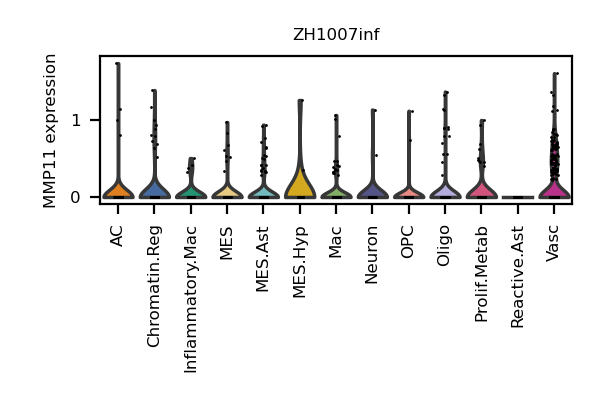 ZH1007inf
MMP11 expression
1
0
AC
Chromatin.Reg
Inflammatory.Mac
MES
MES.Ast
MES.Hyp
Mac
Neuron
OPC
Oligo
Prolif.Metab
Reactive.Ast
Vasc